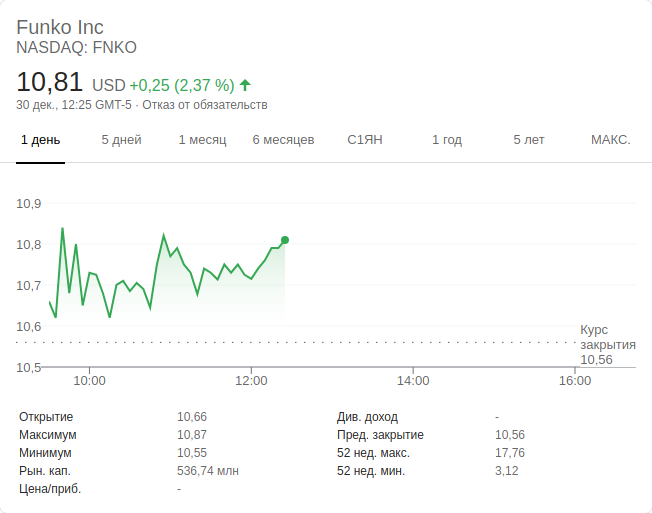 Funko Inc
NASDAQ: FNKO
10,81 USD +0,25 (2,37 %)
30 дек., 12:25 GMT-5 · Отказ от обязательств
1 день 5 дней 1 месяц 6 месяцев С1ЯН 1 год 5 лет МАКС.
10,9
10,8
10,7
10,6
10,5
Курс
закрытия
10,56
10:00 12:00 14:00 16:00
Открытие 10,66 Див. доход -
Максимум 10,87 Пред. закрытие 10,56
Минимум 10,55 52 нед. макс. 17,76
Рын. кап. 536,74 млн 52 нед. мин. 3,12
Цена/приб. -